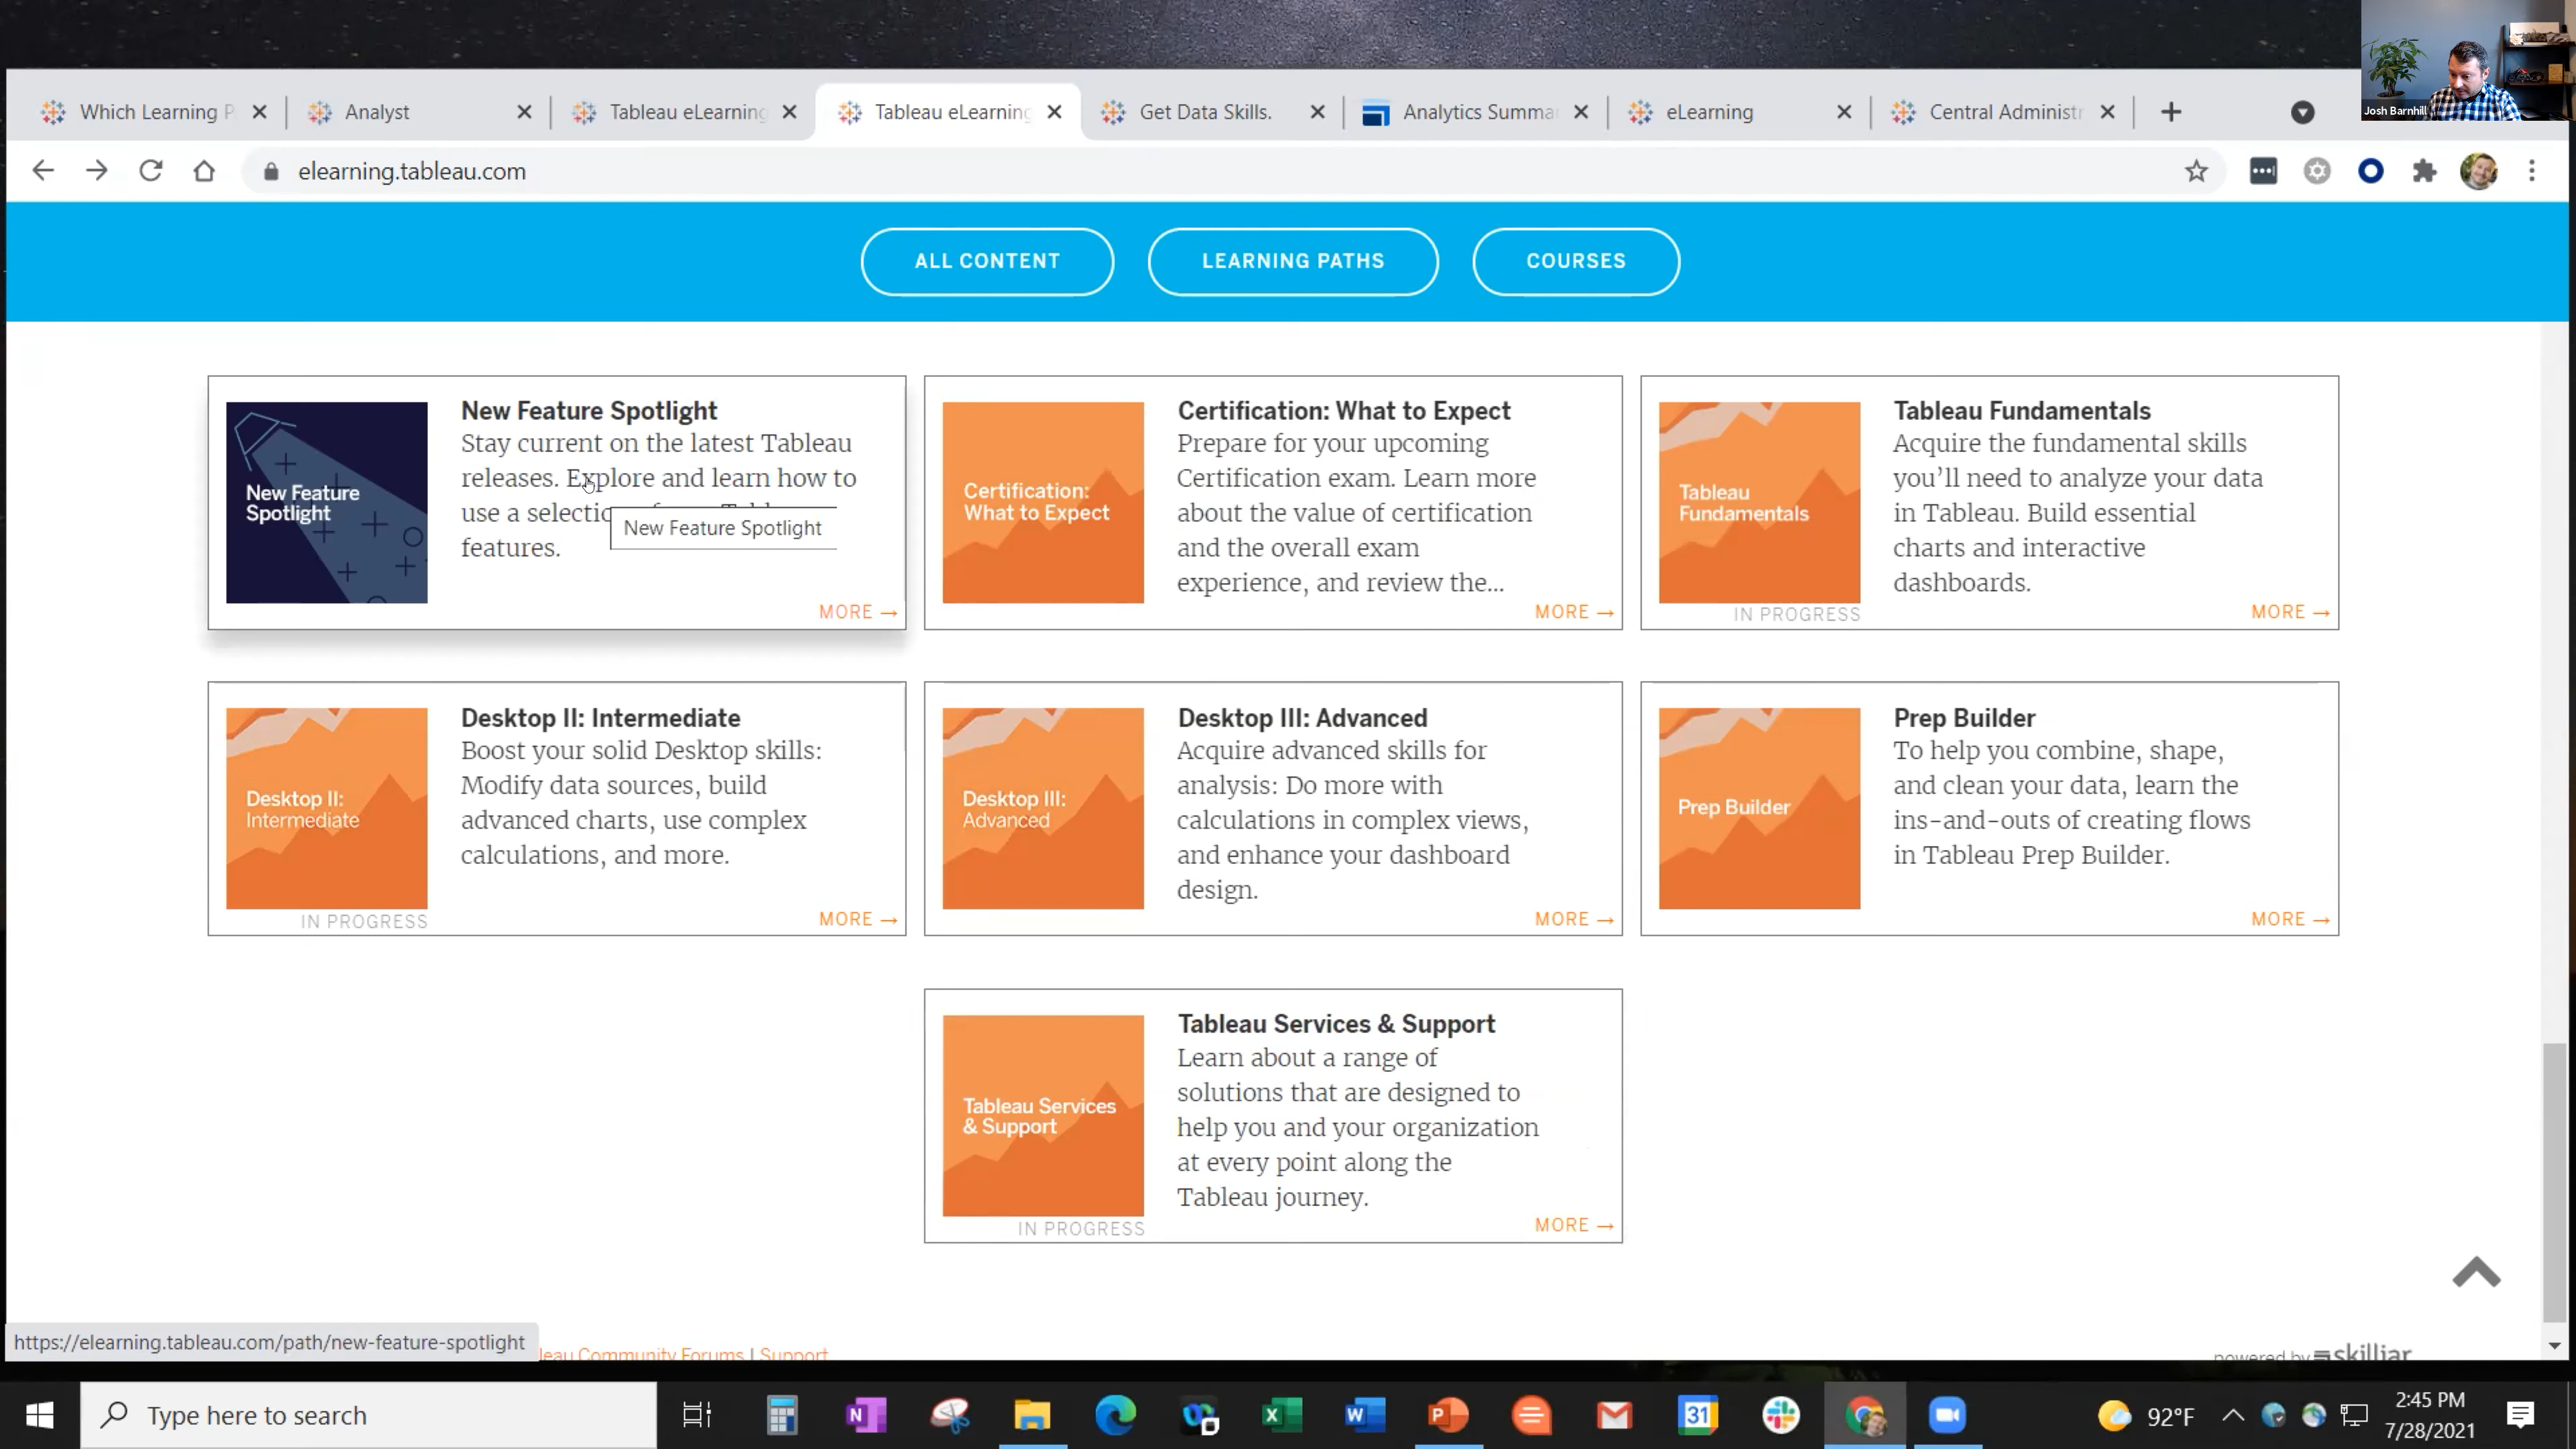 Josh Barnhill
Which Learning P
Analyst
Tableau eLearning
Tableau eLearning
Get Data Skills.
Analytics Summar
eLearning
Central Administr
elearning.tableau.com
ALL CONTENT
LEARNING PATHS
COURSES
New Feature
Spotlight
New Feature Spotlight
Stay current on the latest Tableau
releases. Explore and learn how to
use a selection
features.
New Feature Spotlight
MORE →
Certification:
What to Expect
Certification: What to Expect
Prepare for your upcoming
Certification exam. Learn more
about the value of certification
and the overall exam
experience, and review the...
MORE →
Tableau
Fundamentals
IN PROGRESS
Tableau Fundamentals
Acquire the fundamental skills
you’ll need to analyze your data
in Tableau. Build essential
charts and interactive
dashboards.
MORE →
Desktop II:
Intermediate
IN PROGRESS
Desktop II: Intermediate
Boost your solid Desktop skills:
Modify data sources, build
advanced charts, use complex
calculations, and more.
MORE →
Desktop III:
Advanced
Desktop III: Advanced
Acquire advanced skills for
analysis: Do more with
calculations in complex views,
and enhance your dashboard
design.
MORE →
Prep Builder
Prep Builder
To help you combine, shape,
and clean your data, learn the
ins-and-outs of creating flows
in Tableau Prep Builder.
MORE →
Tableau Services
& Support
IN PROGRESS
Tableau Services & Support
Learn about a range of
solutions that are designed to
help you and your organization
at every point along the
Tableau journey.
MORE →
https://elearning.tableau.com/path/new-feature-spotlight
leau Community Forums | Support
powered by skilljar
Type here to search
N
X
W
P
31
92°F
2:45 PM
7/28/2021